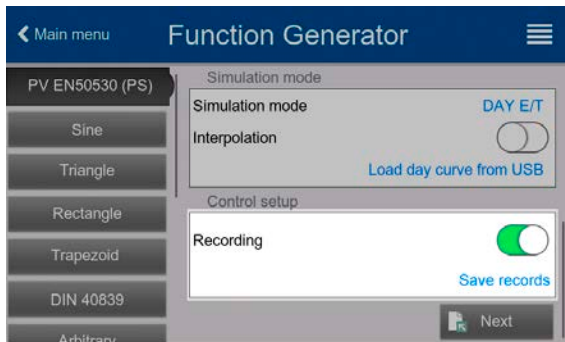 Main menu
Function Generator
PV EN50530 (PS)
Sine
Triangle
Rectangle
Trapezoid
DIN 40839
Arbitrary
Simulation mode
Simulation mode DAY E/T
Interpolation
Load day curve from USB
Control setup
Recording
Save records
Next